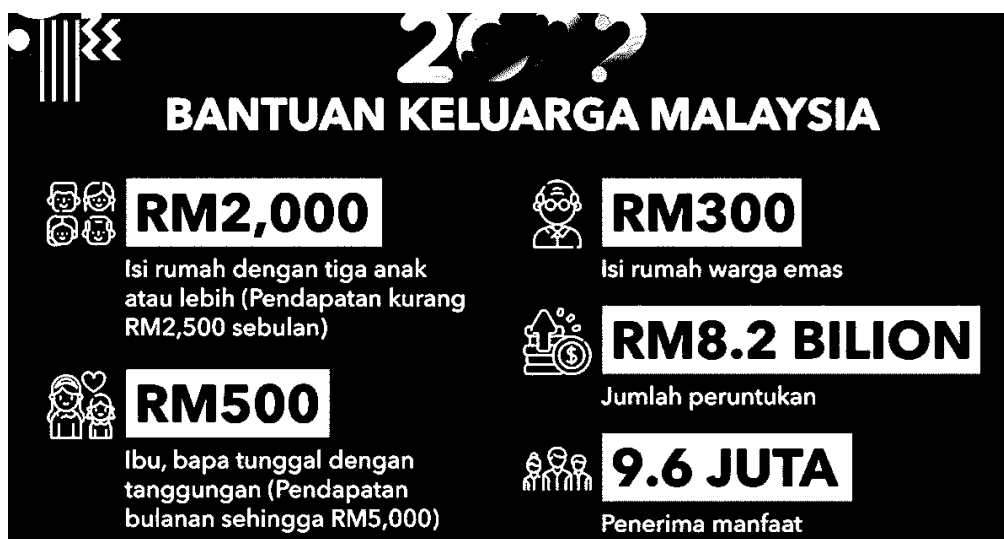 BANTUAN KELUARGA MALAYSIA
RM2,000
Isi rumah dengan tiga anak
atau lebih (Pendapatan kurang
RM2,500 sebulan)
RM500
Ibu, bapa tunggal dengan
tanggungan (Pendapatan
bulanan sehingga RM5,000)
RM300
Isi rumah warga emas
RM8.2 BILION
Jumlah peruntukan
9.6 JUTA
Penerima manfaat